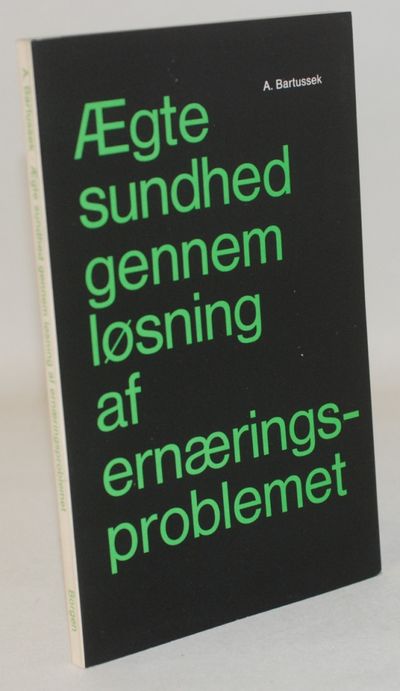 A. Bartussek
Ægte
sundhed
gennem
løsning
af
ernærings-
problemet
A. Bartussek Ægte sundhed gennem løsning af ernæringsproblemet Borgen